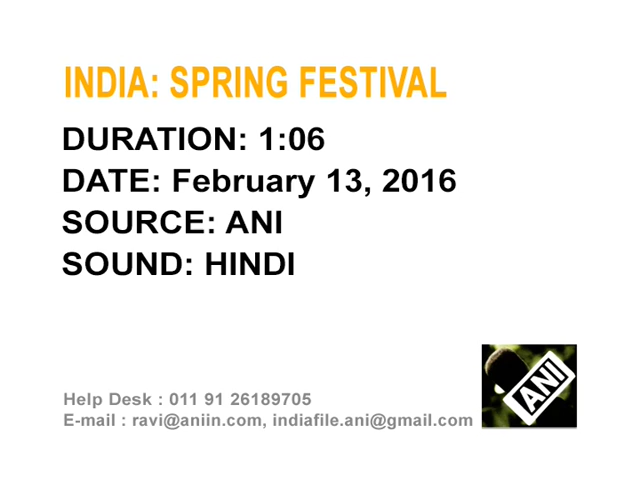 INDIA: SPRING FESTIVAL
DURATION: 1:06
DATE: February 13, 2016
SOURCE: ANI
SOUND: HINDI
ANI
Help Desk : 011 91 26189705
E-mail : ravi@aniin.com, indiafile.ani@gmail.com